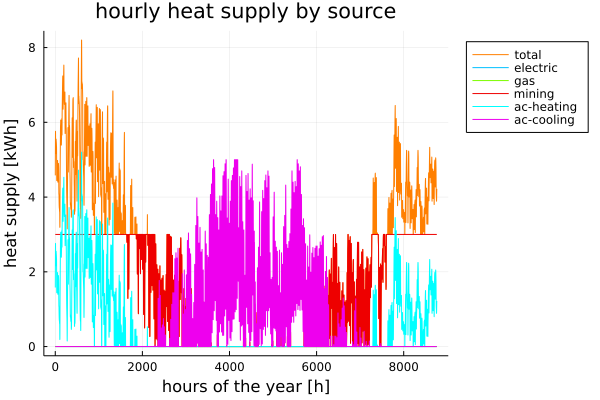 hourly heat supply by source
heat supply [kWh]
8
6
4
2
0
0 2000 4000 6000 8000
hours of the year [h]
total
electric
gas
mining
ac-heating
ac-cooling